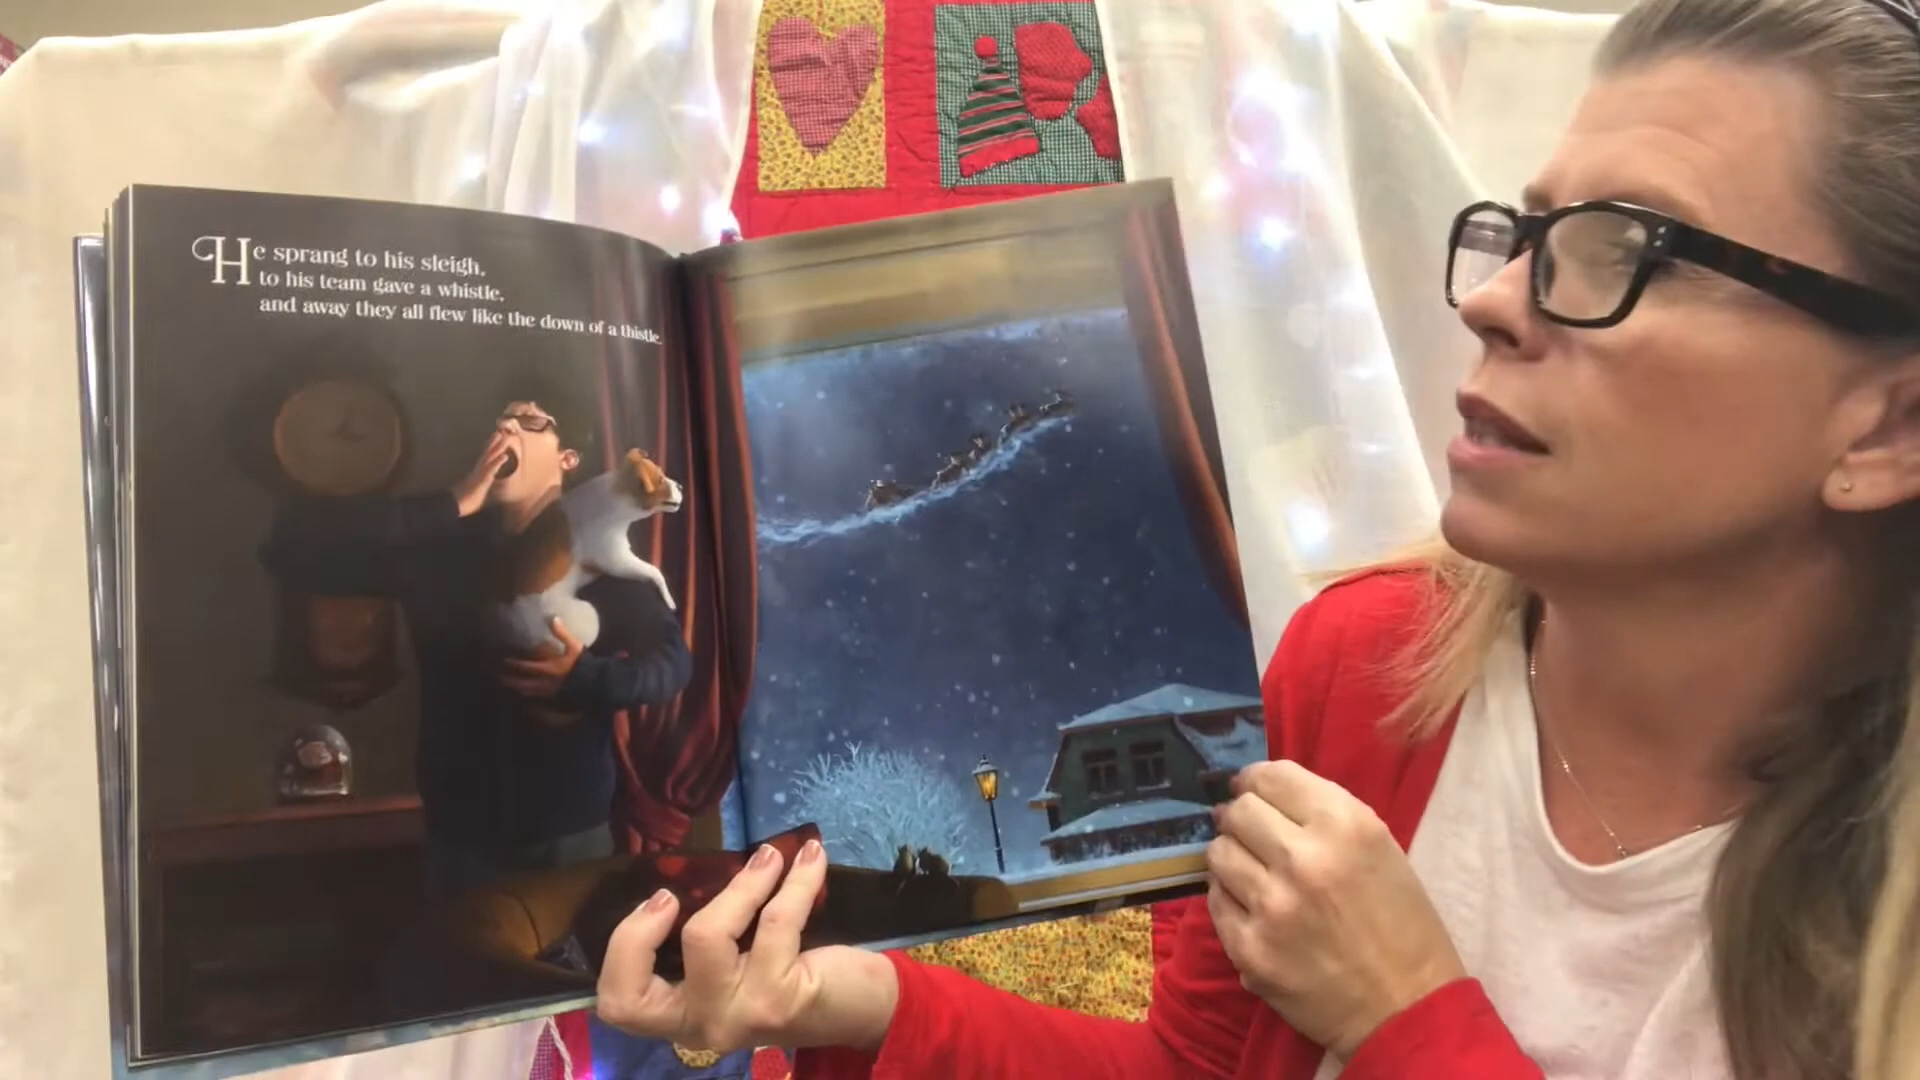 He sprang to his sleigh,
to his team gave a whistle,
and away they all flew like the down of a thistle.